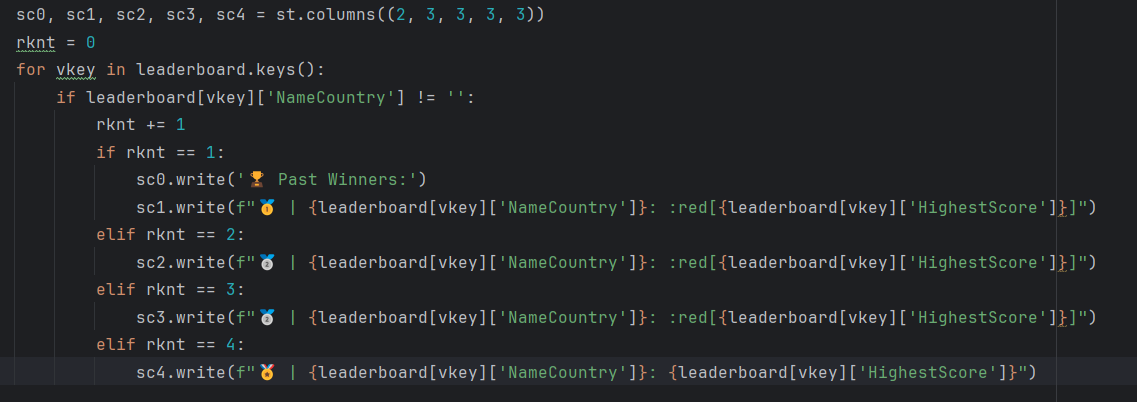 sc0, sc1, sc2, sc3, sc4 = st.columns((2, 3, 3, 3, 3))
rknt = 0
for vkey in leaderboard.keys():
    if leaderboard[vkey]['NameCountry'] != '':
        rknt += 1
        if rknt == 1:
            sc0.write('🏆 Past Winners:')
            sc1.write(f"🥇 | {leaderboard[vkey]['NameCountry']}: :red[{leaderboard[vkey]['HighestScore']}]")
        elif rknt == 2:
            sc2.write(f"🥈 | {leaderboard[vkey]['NameCountry']}: :red[{leaderboard[vkey]['HighestScore']}]")
        elif rknt == 3:
            sc3.write(f"🥈 | {leaderboard[vkey]['NameCountry']}: :red[{leaderboard[vkey]['HighestScore']}]")
        elif rknt == 4:
            sc4.write(f"🏅 | {leaderboard[vkey]['NameCountry']}: {leaderboard[vkey]['HighestScore']}")